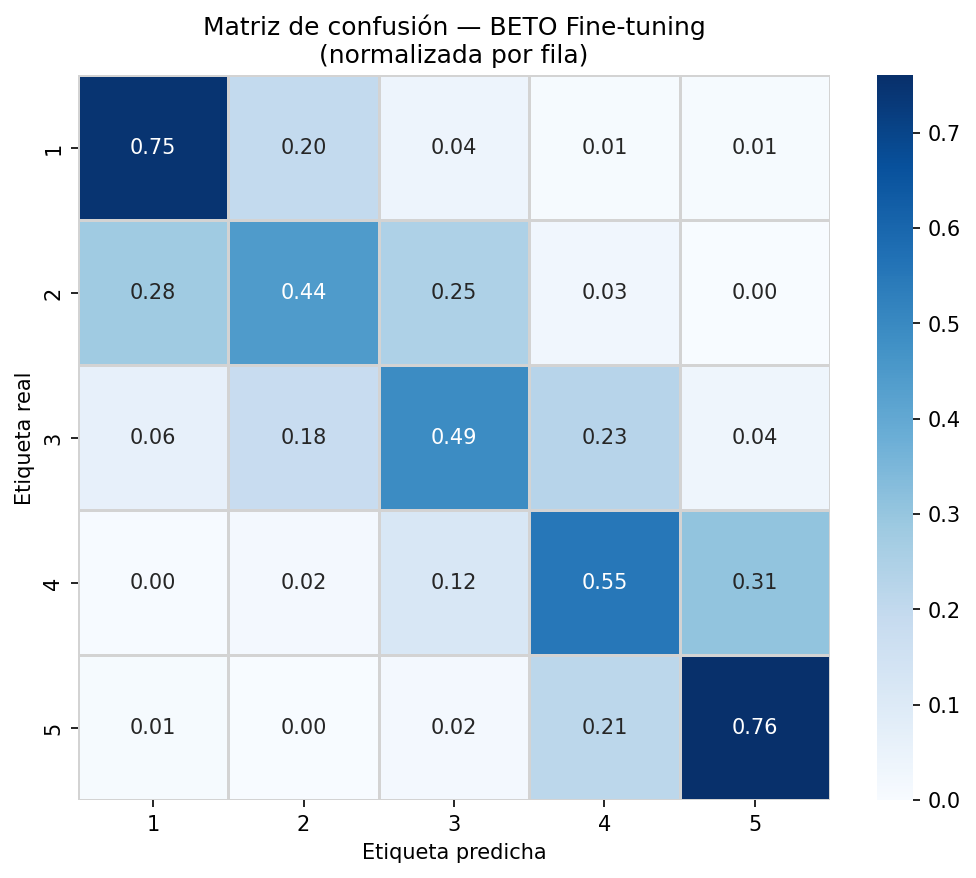 Matriz de confusión — BETO Fine-tuning
(normalizada por fila)
Etiqueta real
1 0.75 0.20 0.04 0.01 0.01
2 0.28 0.44 0.25 0.03 0.00
3 0.06 0.18 0.49 0.23 0.04
4 0.00 0.02 0.12 0.55 0.31
5 0.01 0.00 0.02 0.21 0.76
1 2 3 4 5
Etiqueta predicha
0.7
0.6
0.5
0.4
0.3
0.2
0.1
0.0